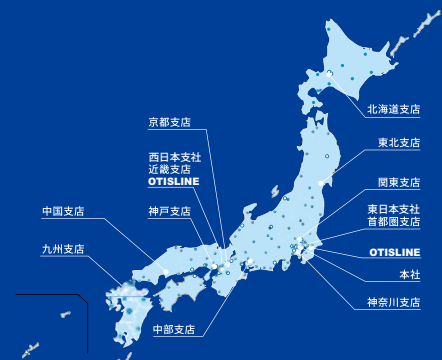 北海道支店
京都支店
東北支店
西日本支社
近畿支店
OTISLINE
関東支店
中国支店
神戸支店
東日本支社
首都圏支店
九州支店
OTISLINE
本社
神奈川支店
中部支店